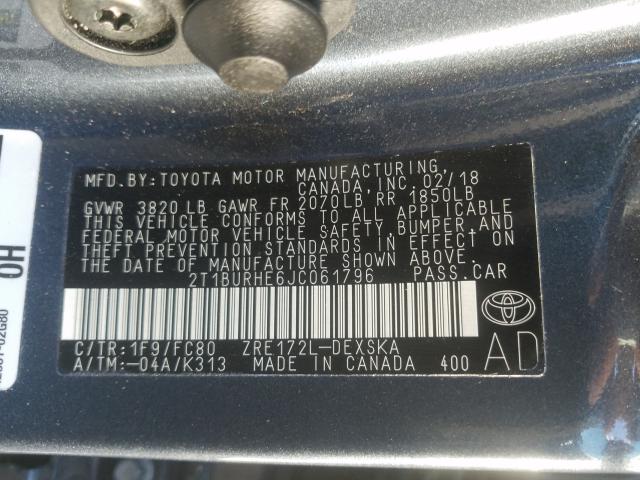 MFD.BY:TOYOTA MOTOR MANUFACTURING,
CANADA, INC. 02/18
GVWR 3820 LB GAWR FR 2070LB RR 1850LB
THIS VEHICLE CONFORMS TO ALL APPLICABLE
FEDERAL MOTOR VEHICLE SAFETY, BUMPER, AND
THEFT PREVENTION STANDARDS IN EFFECT ON
THE DATE OF MANUFACTURE SHOWN ABOVE.
2T1BURHE6JC061796 PASS.CAR
C/TR:1F9/FC80 ZRE172L-DEXSKA
A/TM:-04A/K313 MADE IN CANADA 400
AD
OH